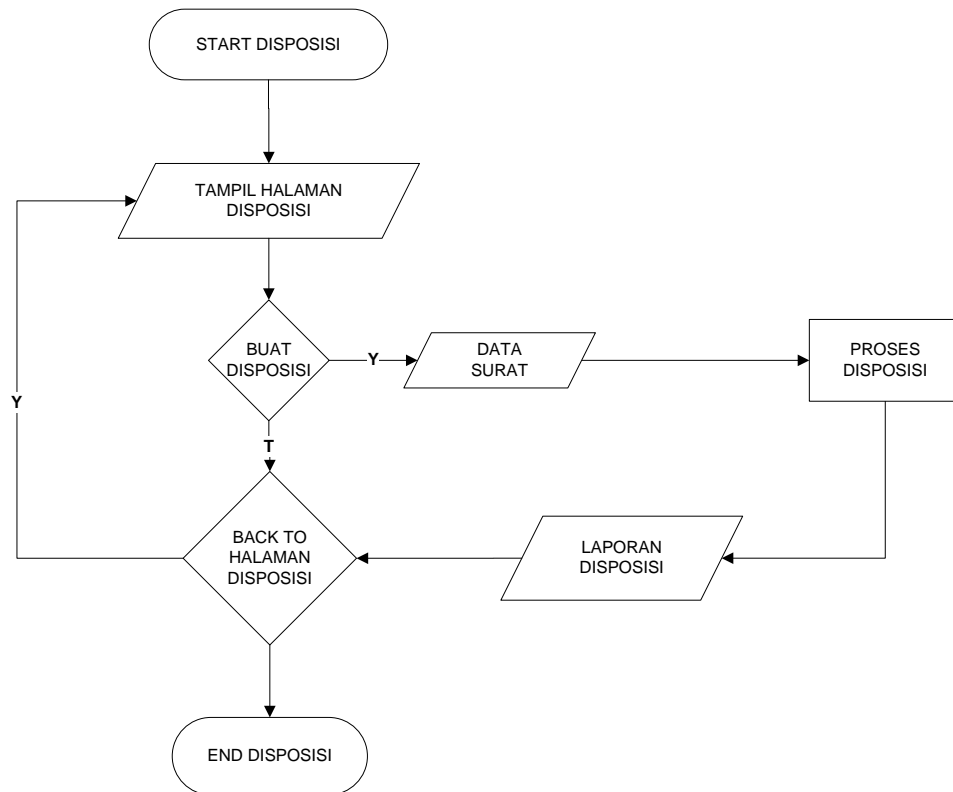 START DISPOSISI
TAMPIL HALAMAN
DISPOSISI
BUAT
DISPOSISI
Y
DATA
SURAT
PROSES
DISPOSISI
Y
T
BACK TO
HALAMAN
DISPOSISI
LAPORAN
DISPOSISI
END DISPOSISI